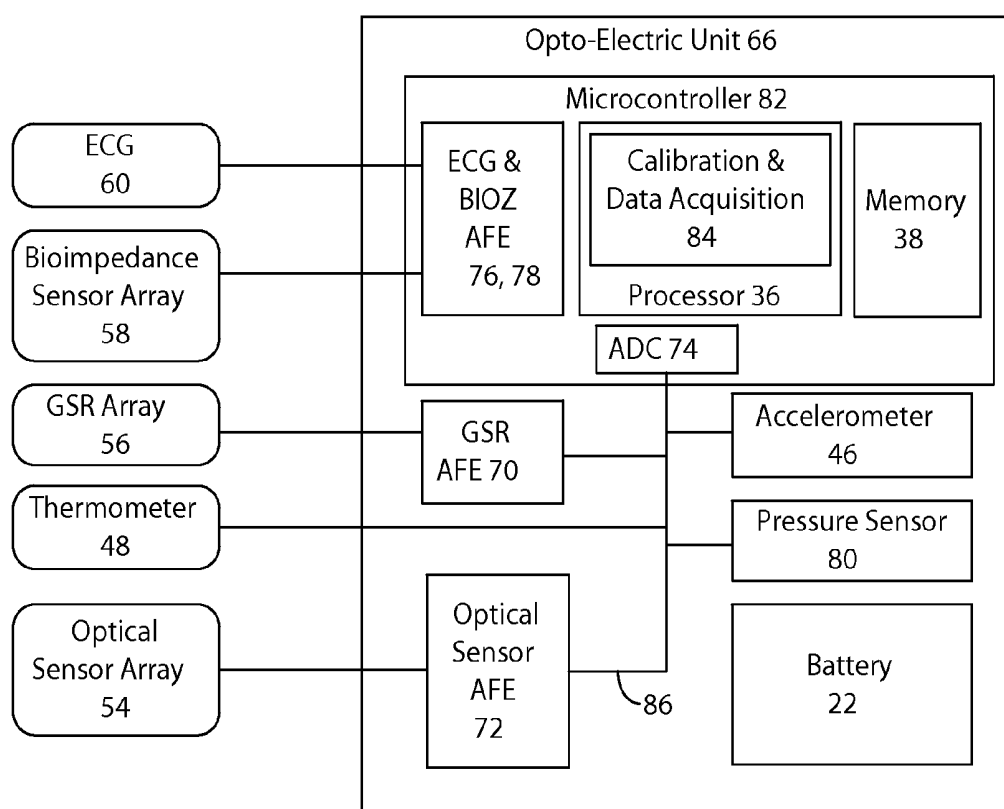 Opto-Electric Unit 66
Microcontroller 82
ECG
60
Bioimpedance
Sensor Array
58
GSR Array
56
Thermometer
48
Optical
Sensor Array
54
ECG &
BIOZ
AFE
76, 78
Calibration &
Data Acquisition
84
Processor 36
Memory
38
ADC 74
GSR
AFE 70
Accelerometer
46
Pressure Sensor
80
Optical
Sensor
AFE
72
86
Battery
22